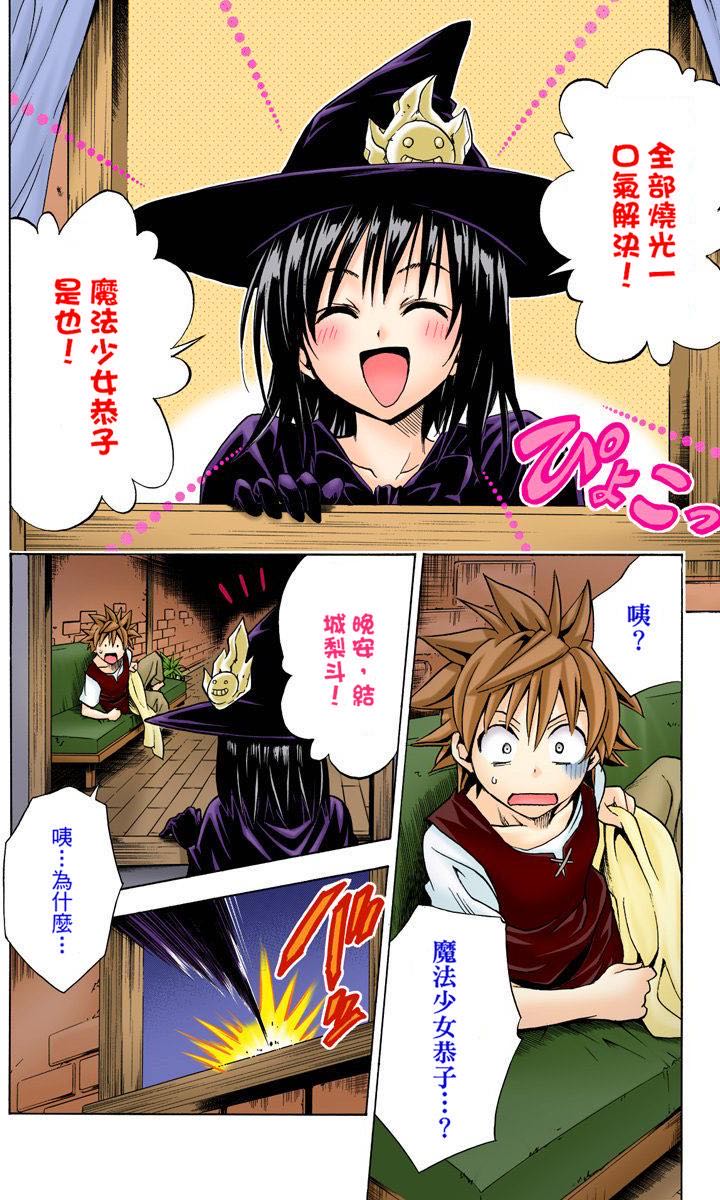 全部燒光一
口氣解決！
魔法少女恭子
是也！
ぴょこっ
咦？
魔法少女恭子…？
晚安，結
城梨斗！
咦…為什麼…
グッ